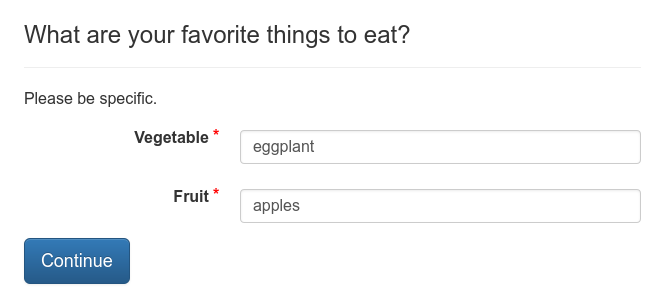 What are your favorite things to eat?
Please be specific.
Vegetable *
eggplant
Fruit *
apples
Continue